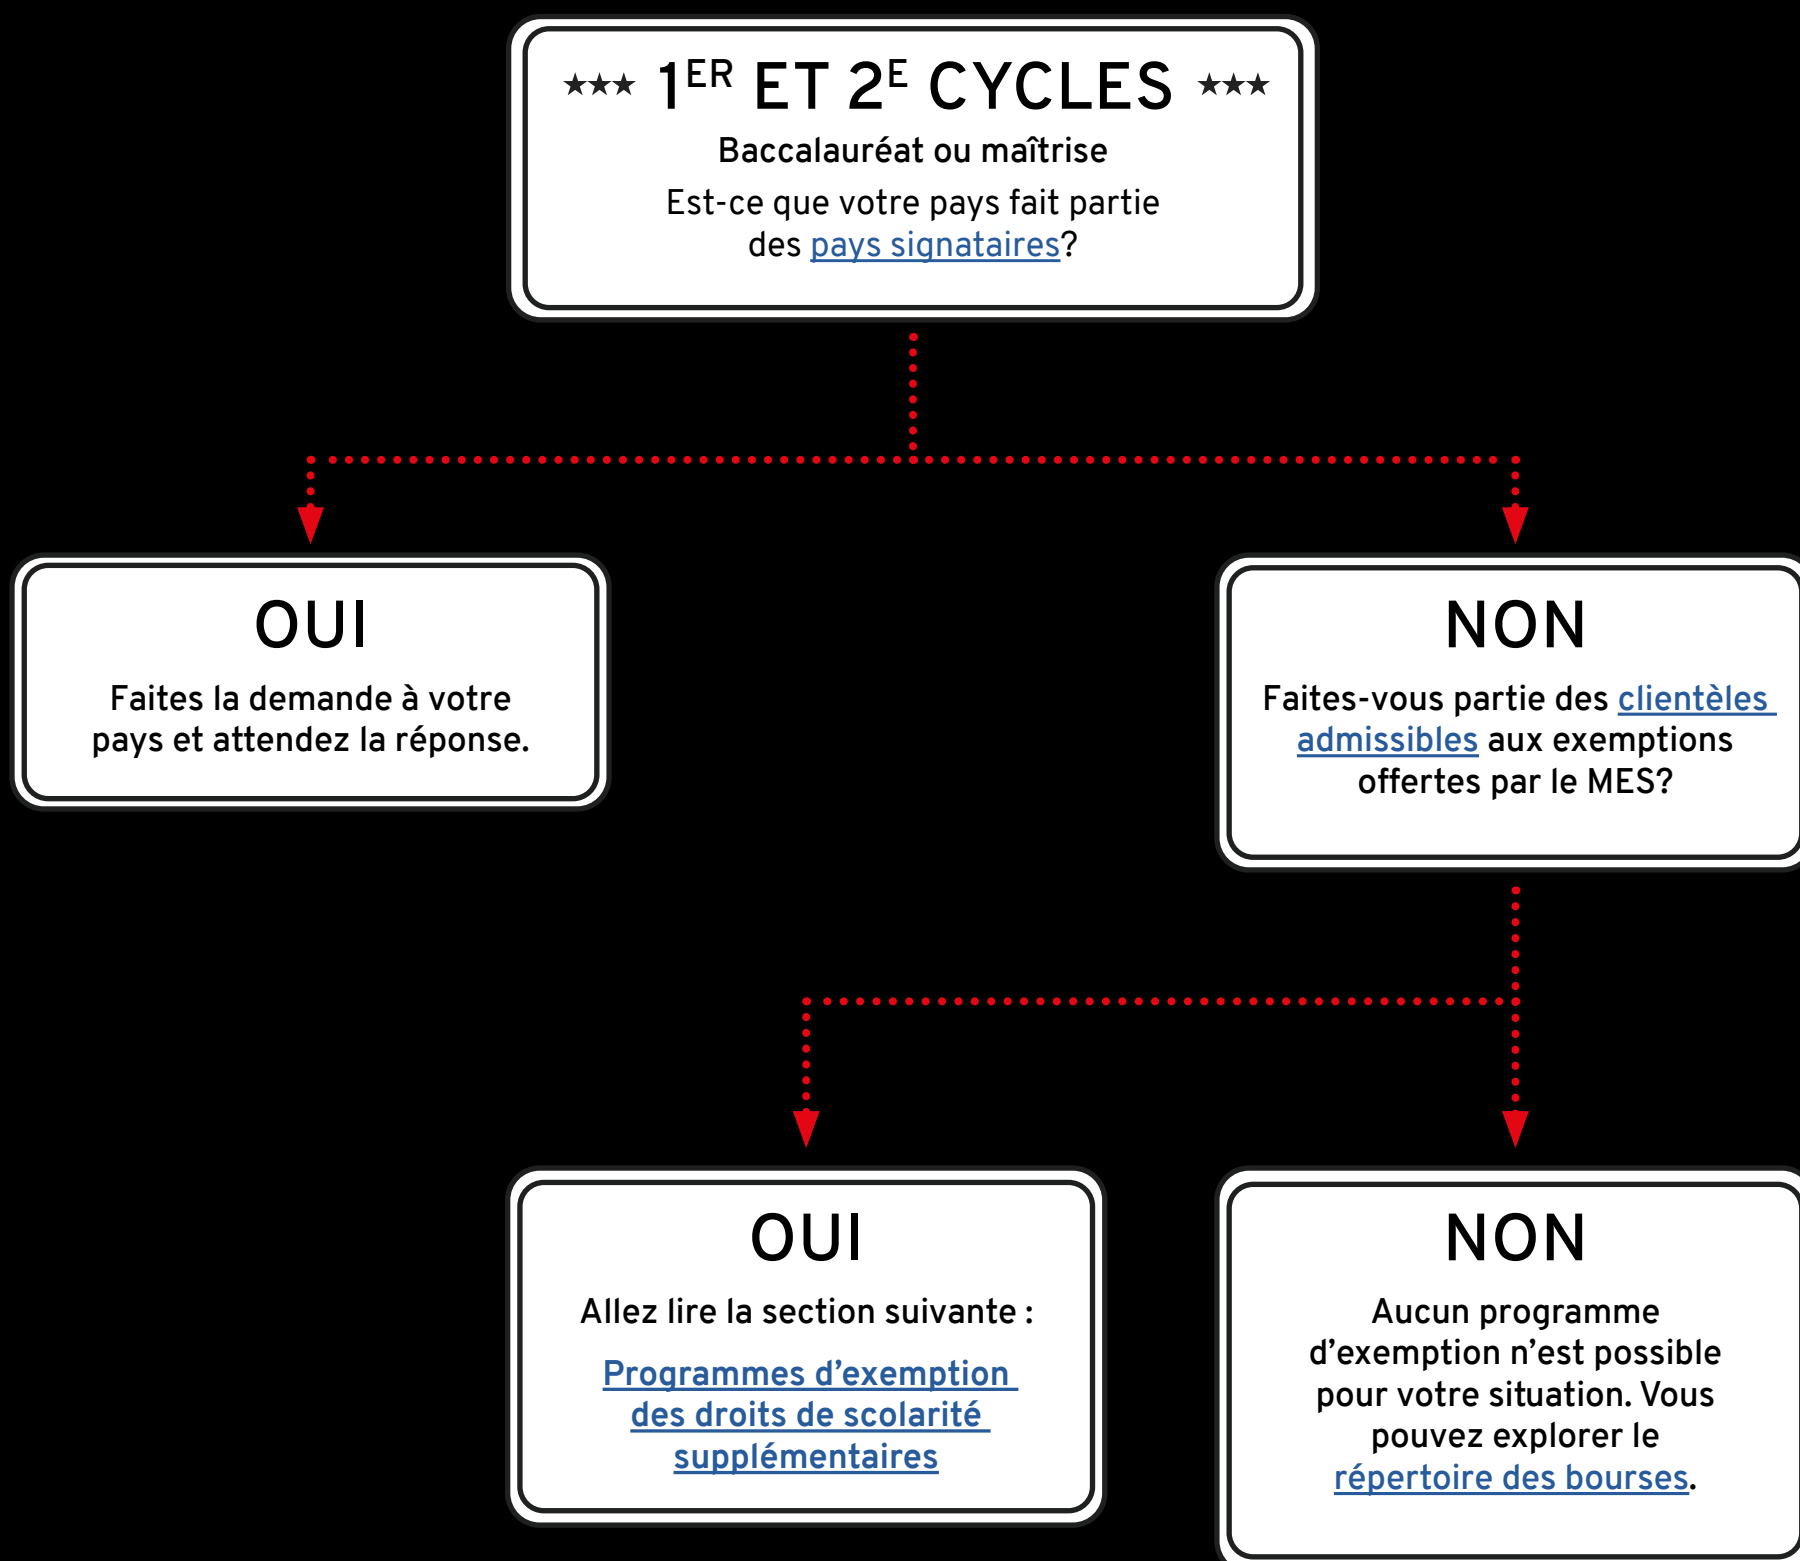 ★★★ 1ER ET 2E CYCLES ★★★
Baccalauréat ou maîtrise
Est-ce que votre pays fait partie
des pays signataires?
OUI
Faites la demande à votre
pays et attendez la réponse.
NON
Faites-vous partie des clientèles
admissibles aux exemptions
offertes par le MES?
OUI
Allez lire la section suivante :
Programmes d’exemption
des droits de scolarité
supplémentaires
NON
Aucun programme
d’exemption n’est possible
pour votre situation. Vous
pouvez explorer le
répertoire des bourses.